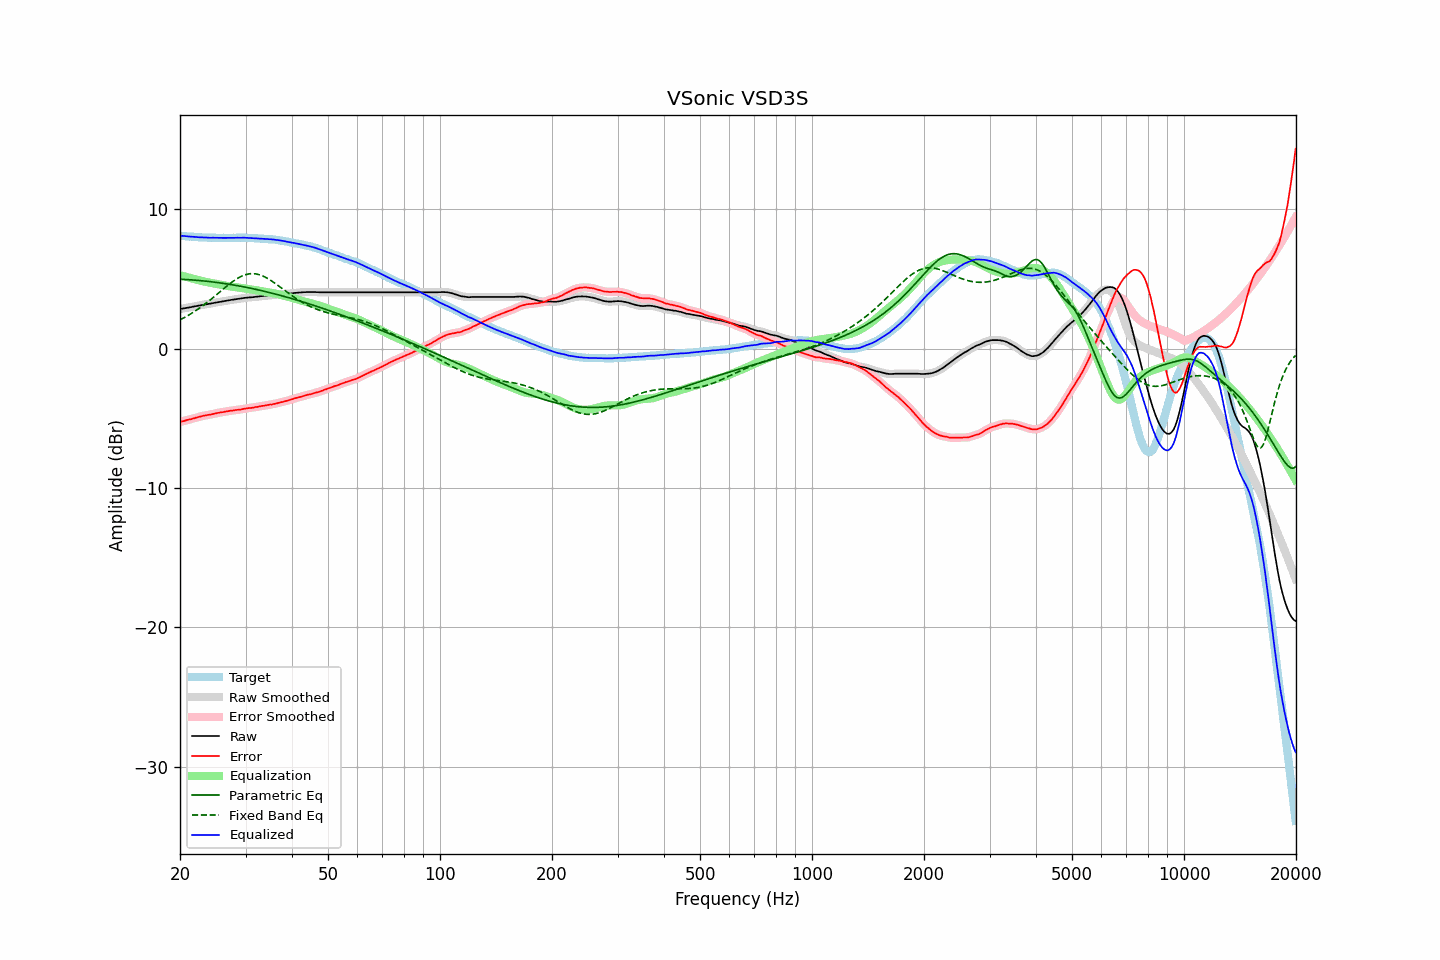 VSonic VSD3S
Amplitude (dBr)
10
0
−10
−20
−30
Target
Raw Smoothed
Error Smoothed
Raw
Error
Equalization
Parametric Eq
Fixed Band Eq
Equalized
20 50 100 200 500 1000 2000 5000 10000 20000
Frequency (Hz)